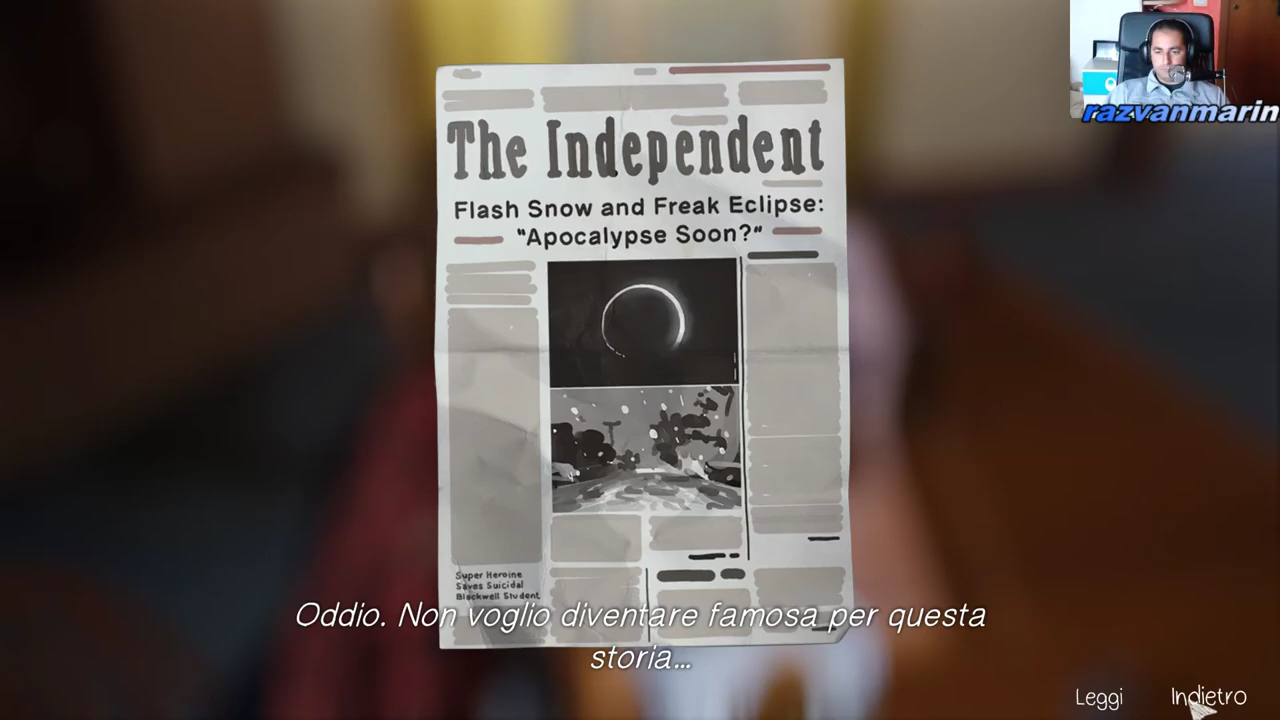 razvanmarin
The Independent
Flash Snow and Freak Eclipse:
"Apocalypse Soon?"
Super Heroine
Saves Suicidal
Blackwell Student
Oddio. Non voglio diventare famosa per questa
storia...
Leggi Indietro